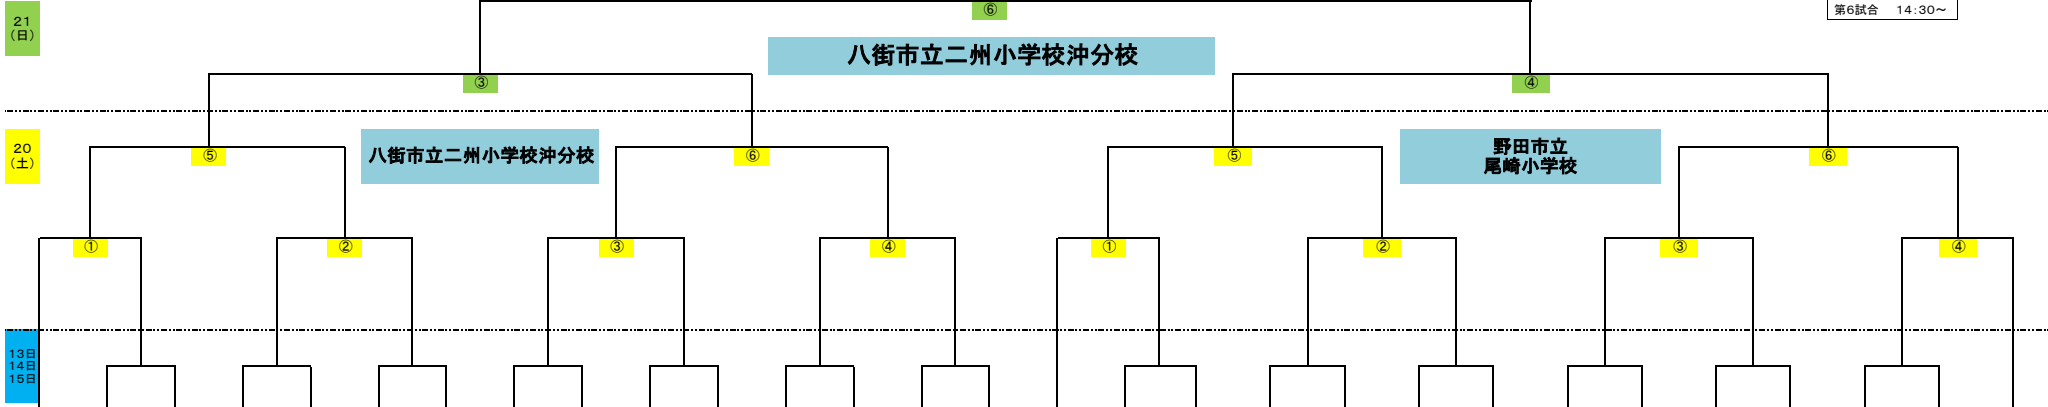 21
（日）
⑥
第6試合　14：30～
八街市立二州小学校沖分校
③
④
20
（土）
八街市立二州小学校沖分校
野田市立
尾崎小学校
⑤
⑥
⑤
⑥
①
②
③
④
①
②
③
④
13日
14日
15日